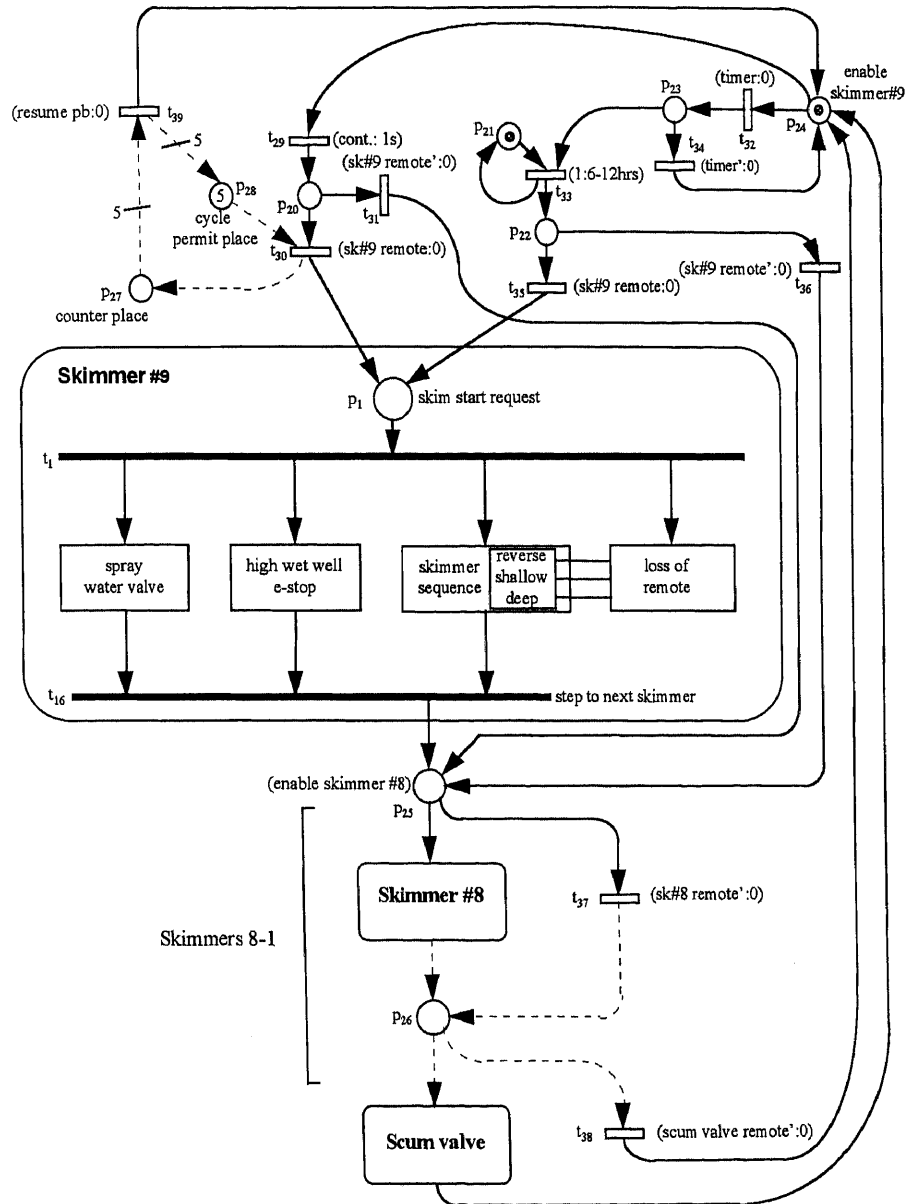 enable
skimmer#9
(timer:0)
p23
p24
t32
(resume pb:0)
t39
5
t29
(cont.: 1s)
p21
t34
(timer':0)
(sk#9 remote':0)
(1:6-12hrs)
t33
5
p28
cycle
permit place
p20
t31
5
t30
(sk#9 remote:0)
p22
(sk#9 remote':0)
t36
t35
(sk#9 remote:0)
p27
counter place
Skimmer #9
p1
skim start request
t1
spray
water valve
high wet well
e-stop
skimmer
sequence
reverse
shallow
deep
loss of
remote
t16
step to next skimmer
(enable skimmer #8)
p25
Skimmer #8
t37
(sk#8 remote':0)
Skimmers 8-1
p26
Scum valve
t38
(scum valve remote':0)